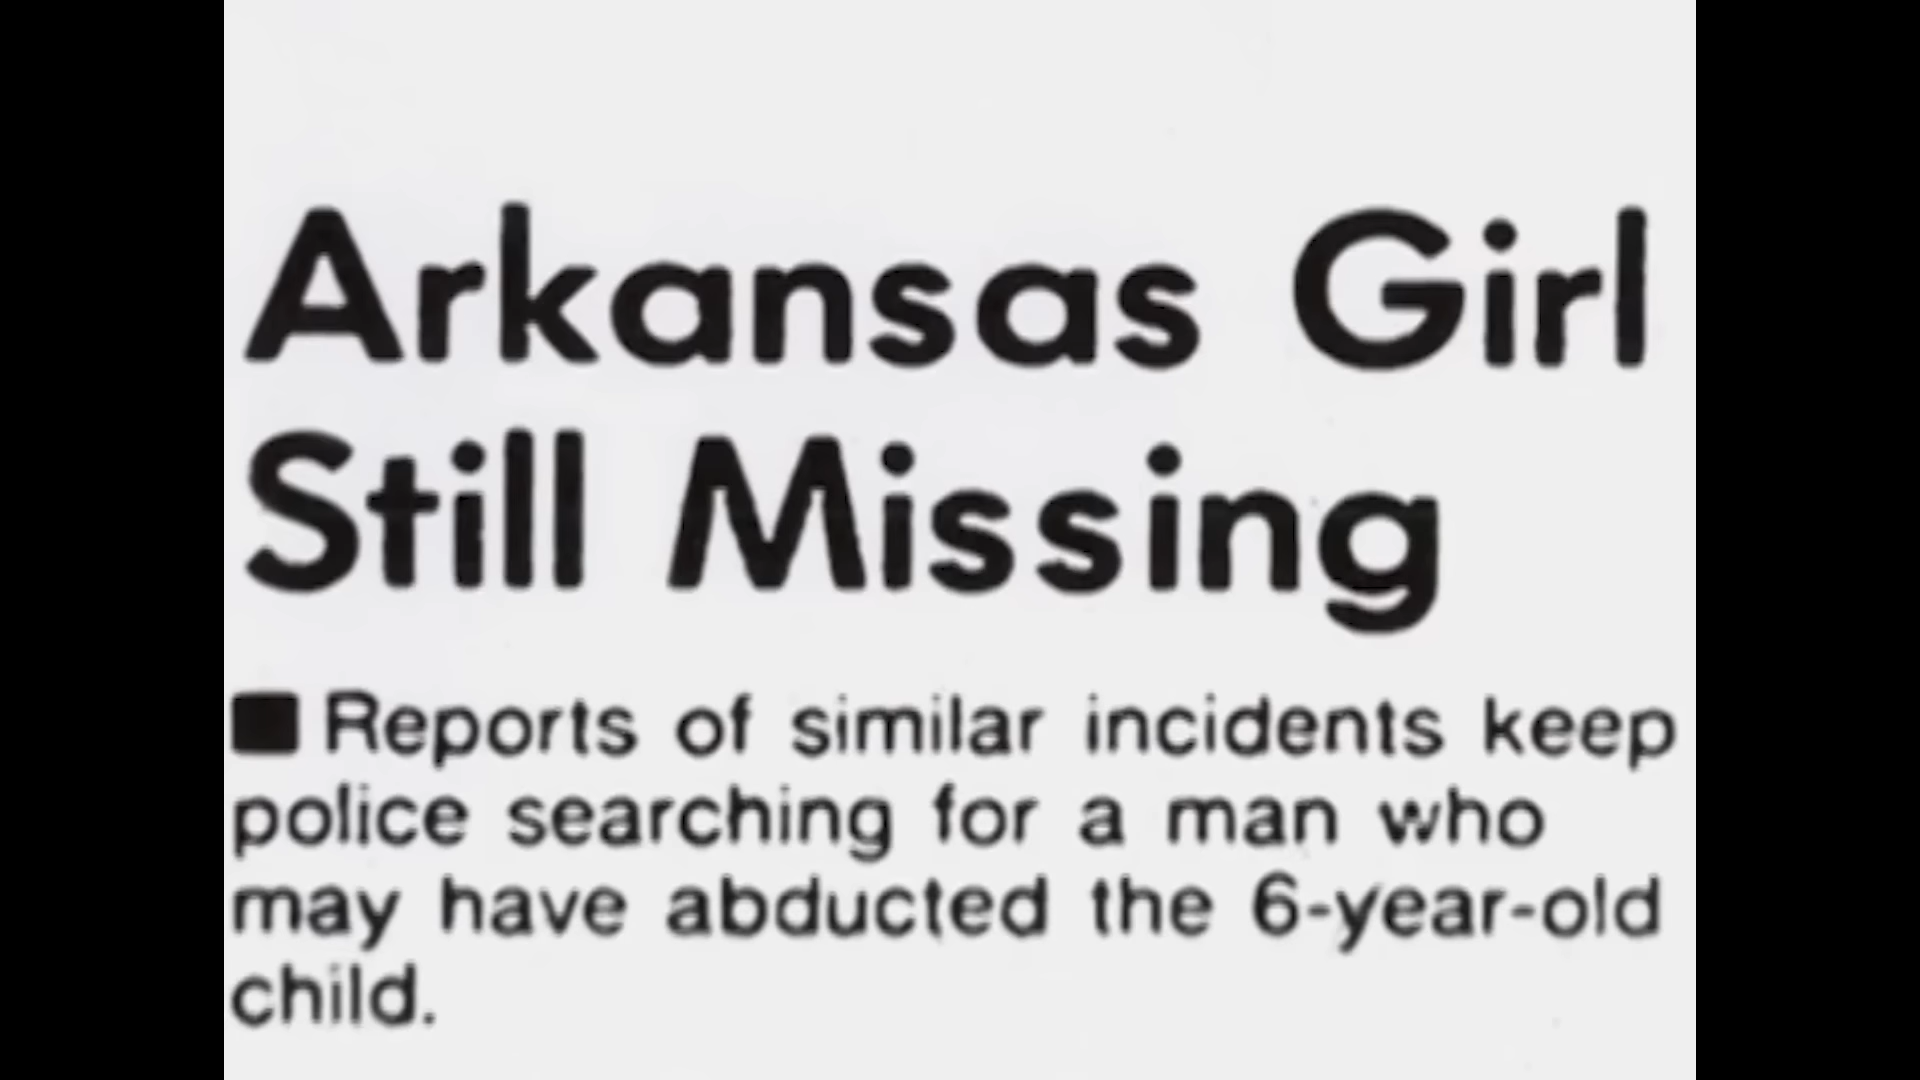 Arkansas Girl
Still Missing
■ Reports of similar incidents keep
police searching for a man who
may have abducted the 6-year-old
child.